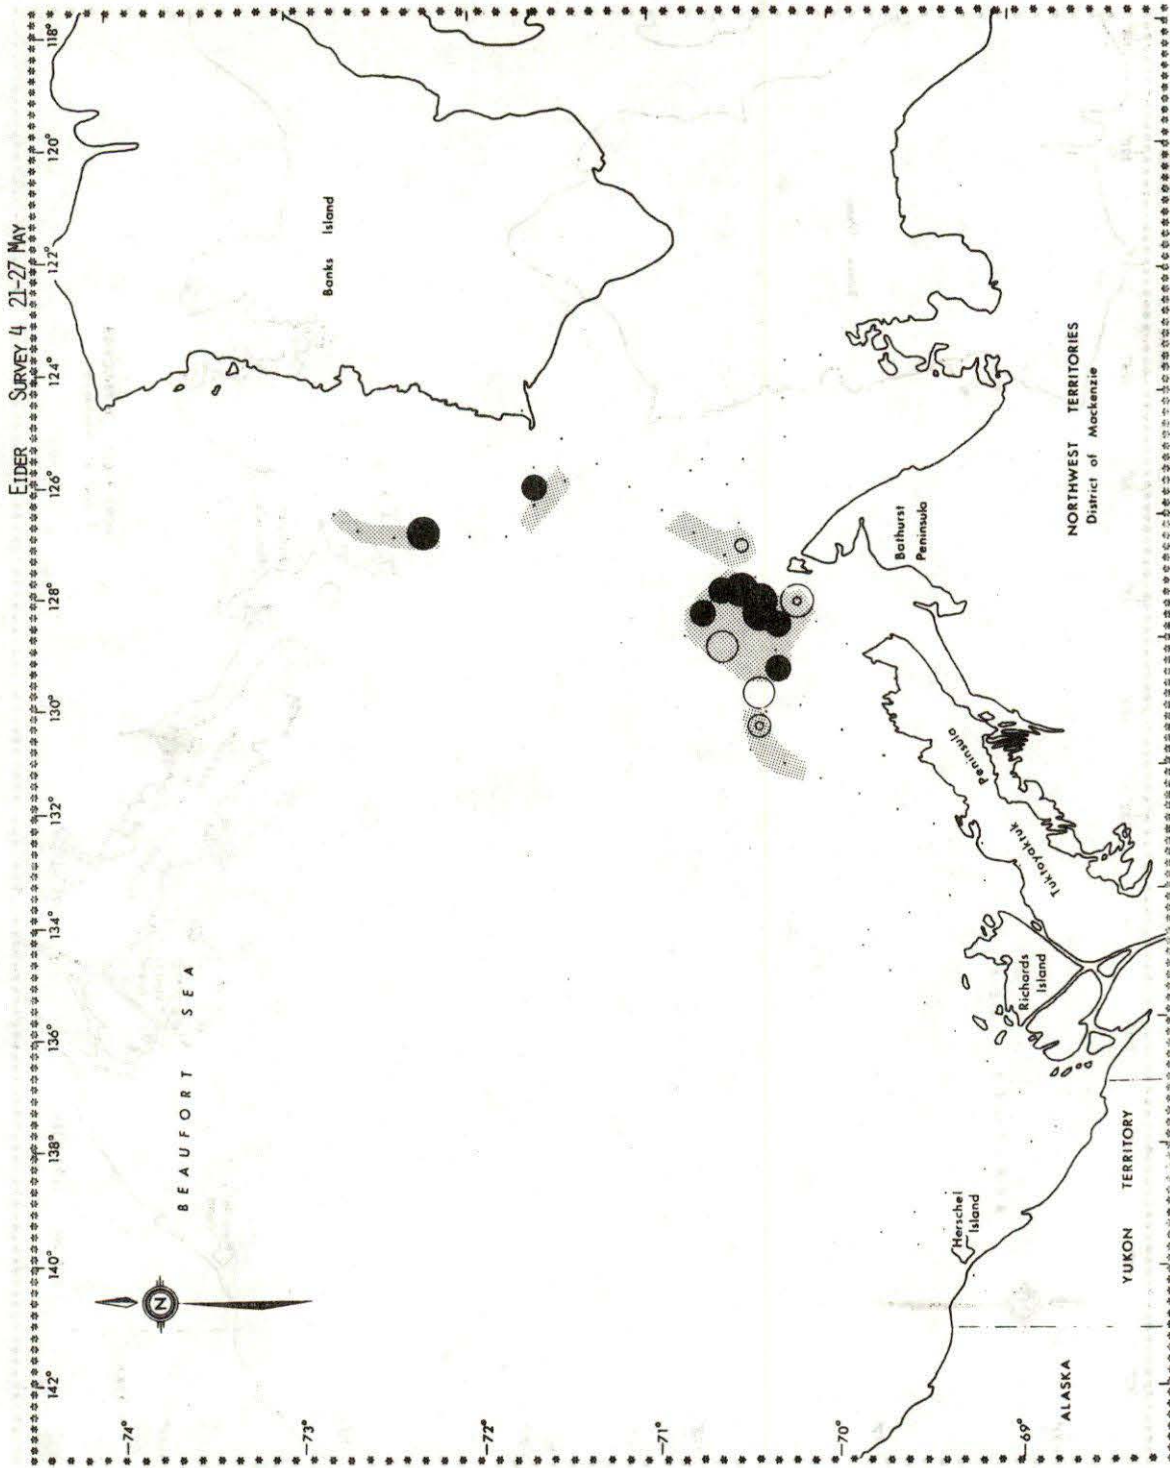 EIDER SURVEY 4 21-27 MAY
142°
140°
138°
136°
134°
132°
130°
128°
126°
124°
122°
120°
118°
-74°
-73°
-72°
-71°
-70°
-69°
N
BEAUFORT SEA
Banks Island
Herschel
Island
Richards
Island
Tuktoyaktuk Peninsula
Bathurst
Peninsula
ALASKA
YUKON TERRITORY
NORTHWEST TERRITORIES
District of Mackenzie